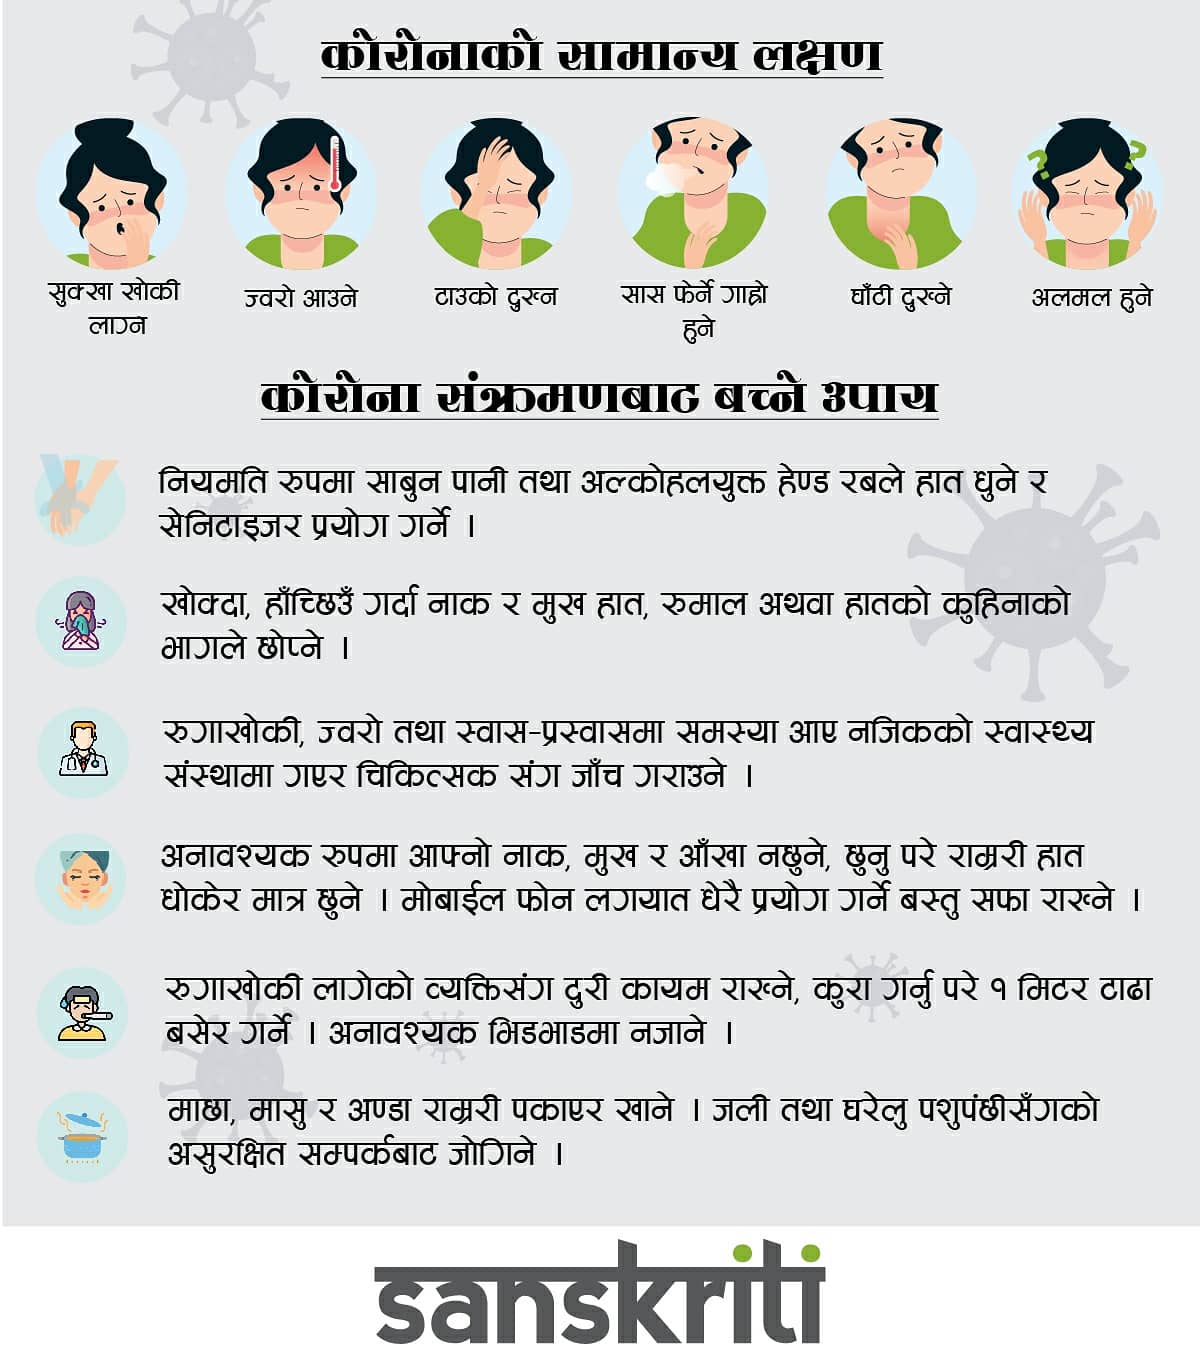 कोरोनाको सामान्य लक्षण
सुक्खा खोकी
लाग्न
ज्वरो आउने
टाउको दुख्न
सास फेर्ने गाह्रो
हुने
घाँटी दुख्ने
अलमल हुने
कोरोना संक्रमणबाट बच्ने उपाय
नियमति रुपमा साबुन पानी तथा अल्कोहलयुक्त हेण्ड रबले हात धुने र
सेनिटाइजर प्रयोग गर्ने ।
खोक्दा, हाँच्छिउँ गर्दा नाक र मुख हात, रुमाल अथवा हातको कुहिनाको
भागले छोप्ने ।
रुगाखोकी, ज्वरो तथा स्वास-प्रस्वासमा समस्या आए नजिकको स्वास्थ्य
संस्थामा गएर चिकित्सक संग जाँच गराउने ।
अनावश्यक रुपमा आफ्नो नाक, मुख र आँखा नछुने, छुनु परे राम्ररी हात
धोकेर मात्र छुने । मोबाईल फोन लगयात धेरै प्रयोग गर्ने बस्तु सफा राख्ने ।
रुगाखोकी लागेको व्यक्तिसंग दुरी कायम राख्ने, कुरा गर्नु परे १ मिटर टाढा
बसेर गर्ने । अनावश्यक भिडभाडमा नजाने ।
माछा, मासु र अण्डा राम्ररी पकाएर खाने । जली तथा घरेलु पशुपंछीसँगको
असुरक्षित सम्पर्कबाट जोगिने ।
sanskriti